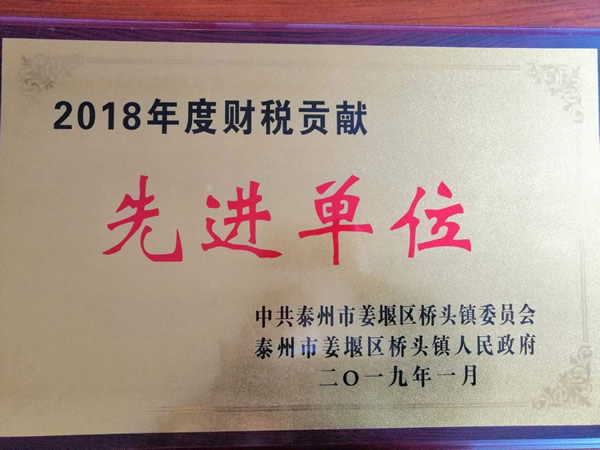 2018年度财税贡献
先进单位
中共泰州市姜堰区桥头镇委员会
泰州市姜堰区桥头镇人民政府
二〇一九年一月